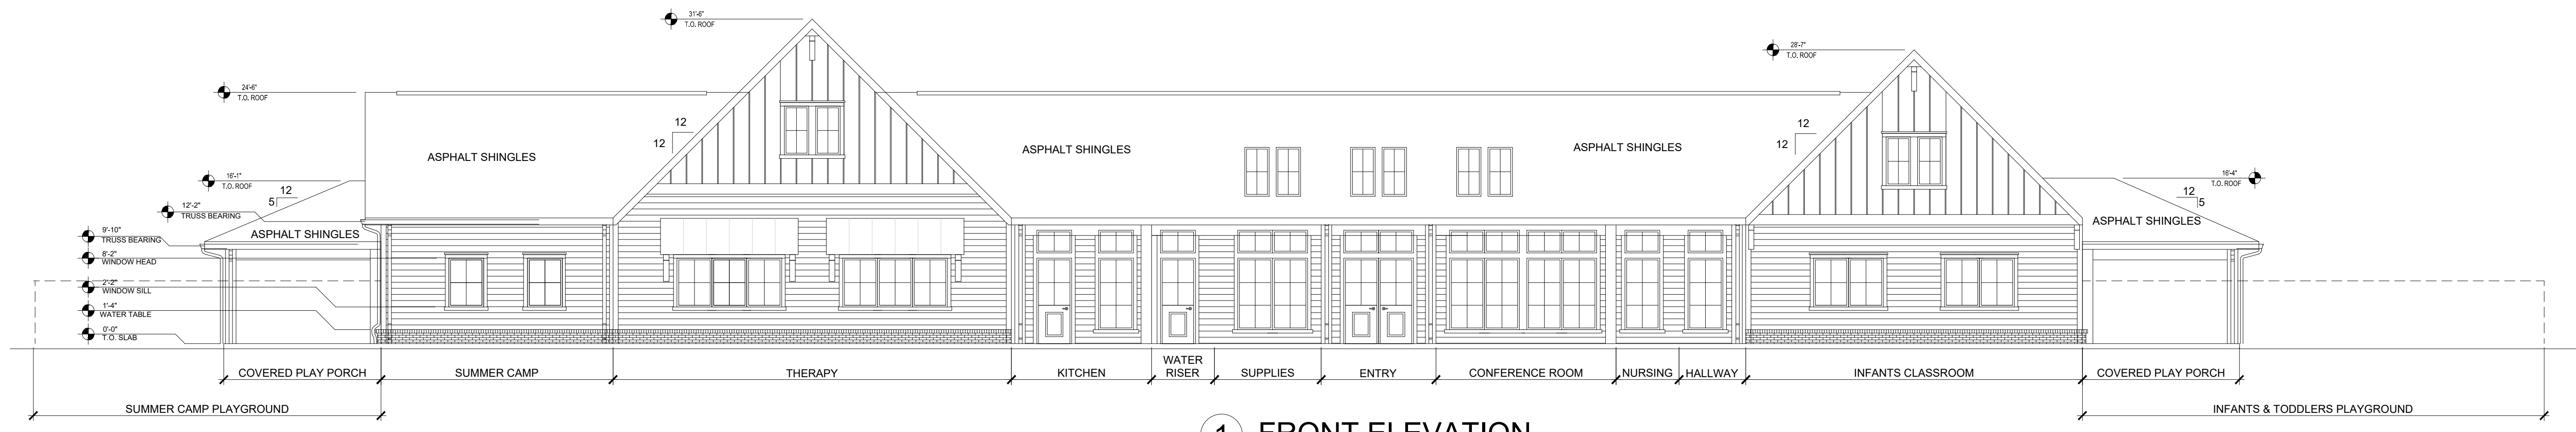 31'-6"
T.O. ROOF
28'-7"
T.O. ROOF
24'-6"
T.O. ROOF
12
12
ASPHALT SHINGLES
ASPHALT SHINGLES
ASPHALT SHINGLES
12
12
16'-1"
T.O. ROOF
12
5
16'-4"
T.O. ROOF
12
5
12'-2"
TRUSS BEARING
ASPHALT SHINGLES
ASPHALT SHINGLES
9'-10"
TRUSS BEARING
8'-2"
WINDOW HEAD
2'-2"
WINDOW SILL
1'-4"
WATER TABLE
0'-0"
T.O. SLAB
COVERED PLAY PORCH
SUMMER CAMP
THERAPY
KITCHEN
WATER
RISER
SUPPLIES
ENTRY
CONFERENCE ROOM
NURSING
HALLWAY
INFANTS CLASSROOM
COVERED PLAY PORCH
SUMMER CAMP PLAYGROUND
INFANTS & TODDLERS PLAYGROUND
1 FRONT ELEVATION